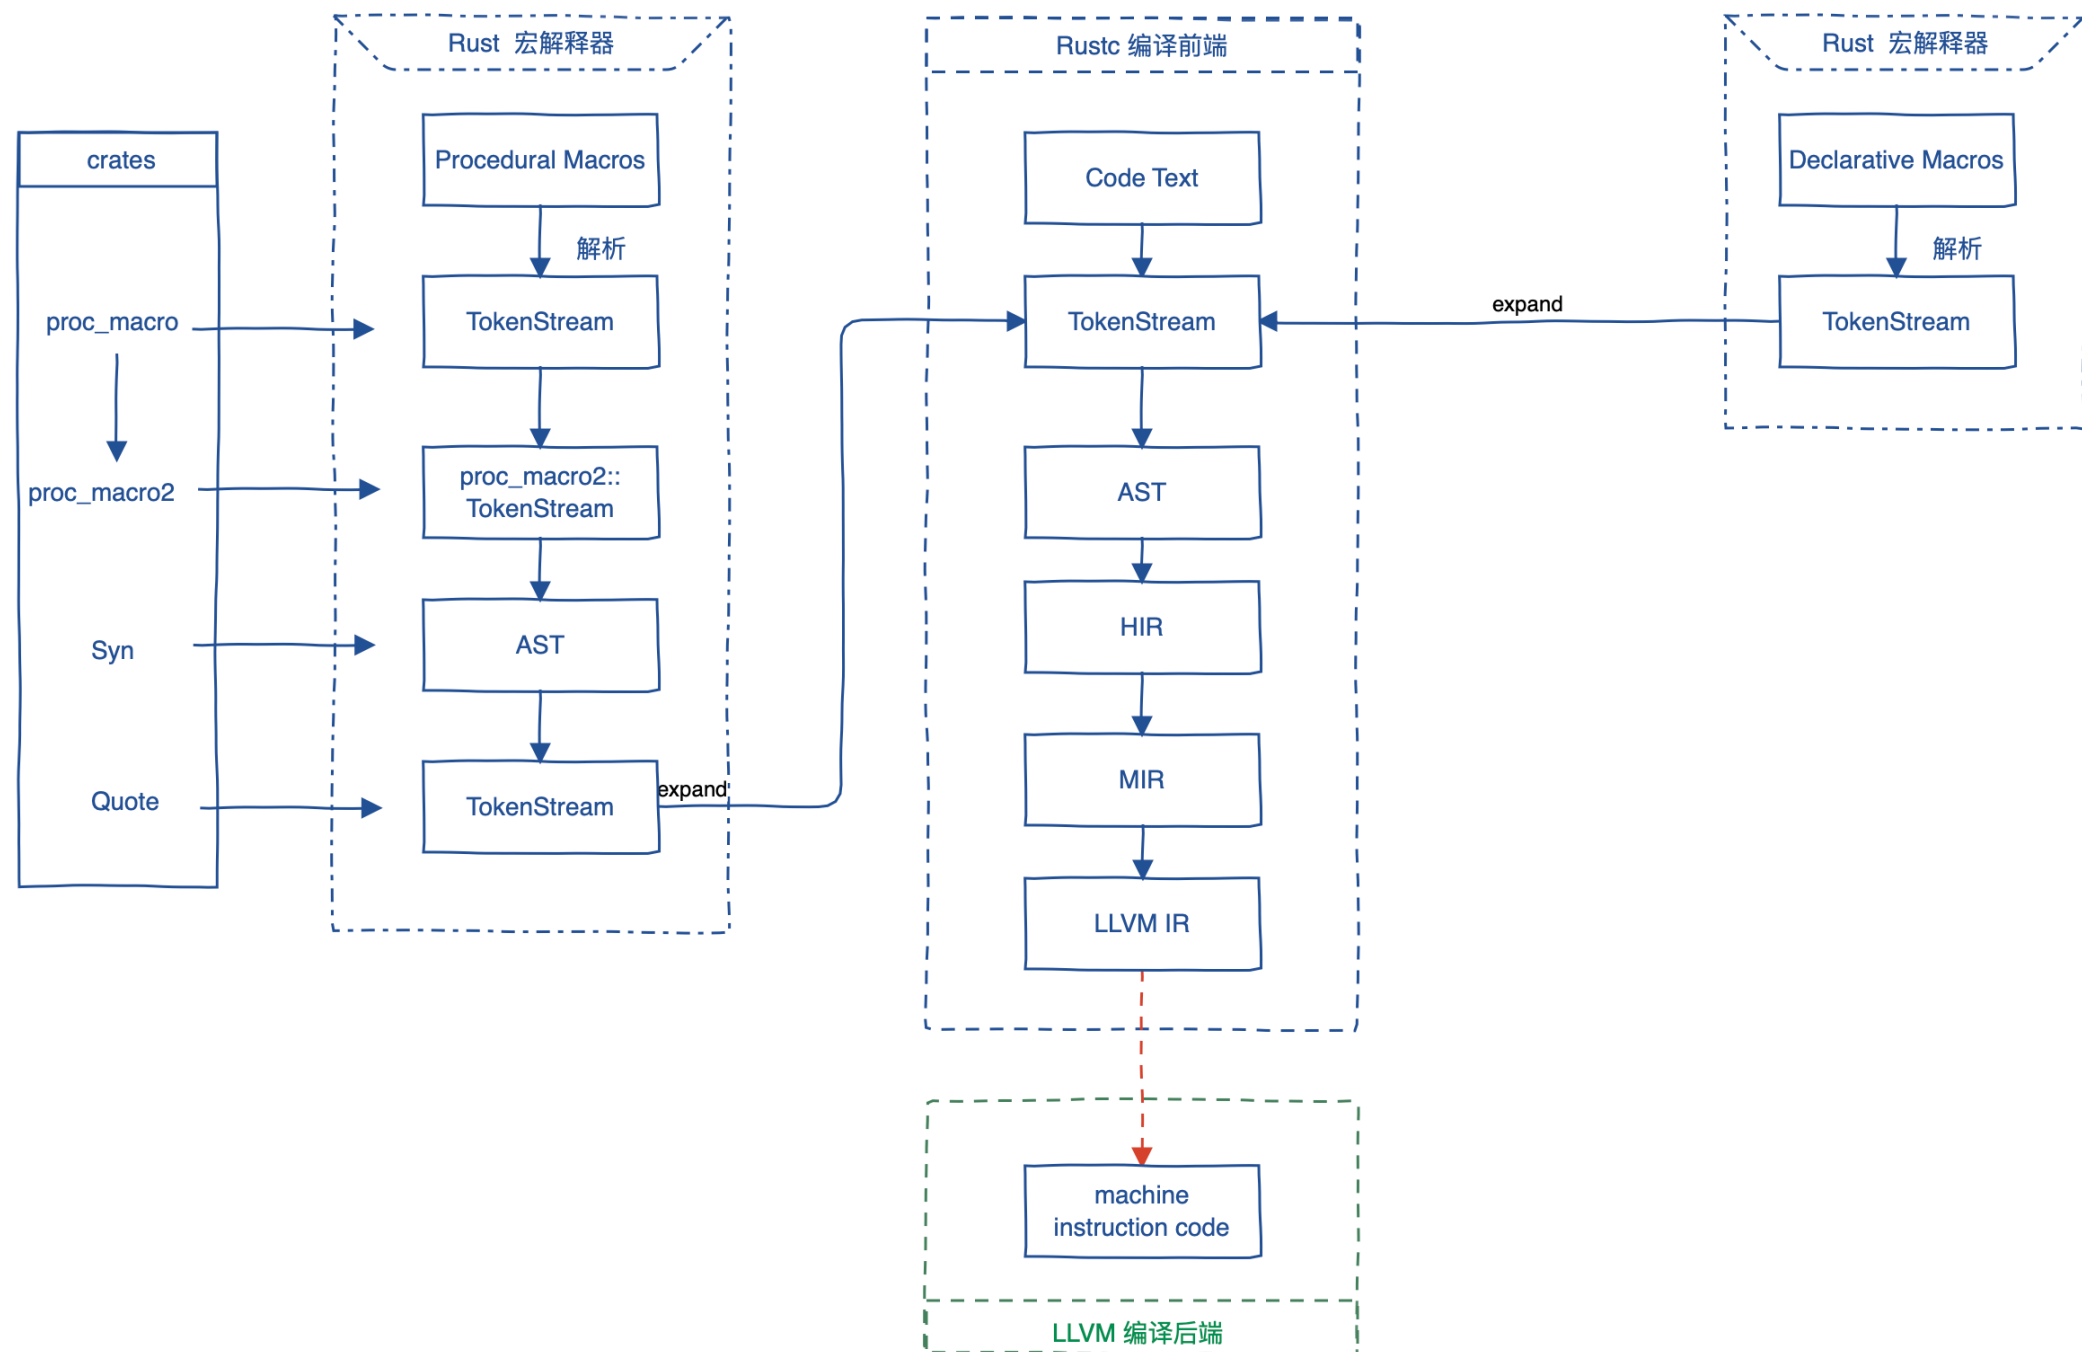 crates
proc_macro
proc_macro2
Syn
Quote
Rust 宏解释器
Procedural Macros
解析
TokenStream
proc_macro2::
TokenStream
AST
TokenStream
expand
Rustc 编译前端
Code Text
TokenStream
AST
HIR
MIR
LLVM IR
machine
instruction code
LLVM 编译后端
expand
Rust 宏解释器
Declarative Macros
解析
TokenStream